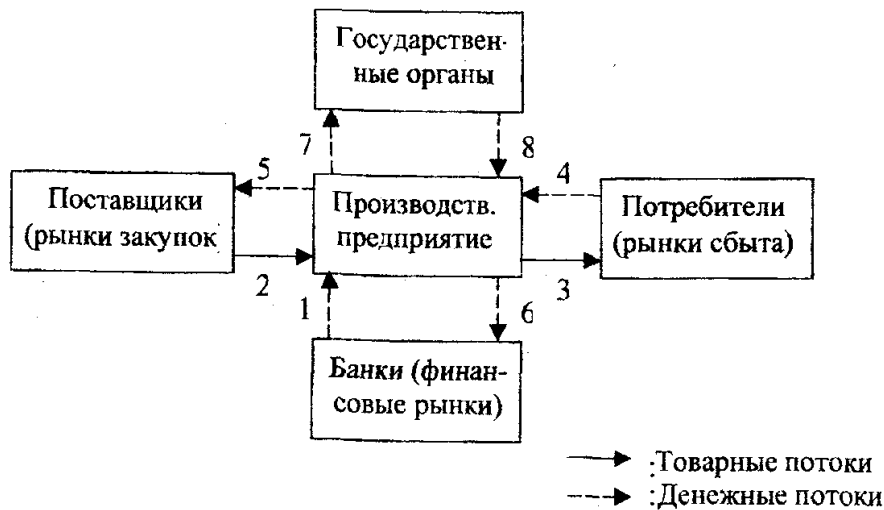 Государствен-
ные органы
7
8
5
4
Поставщики
(рынки закупок
Производств.
предприятие
Потребители
(рынки сбыта)
2
3
1
6
Банки (финан-
совые рынки)
:Товарные потоки
:Денежные потоки